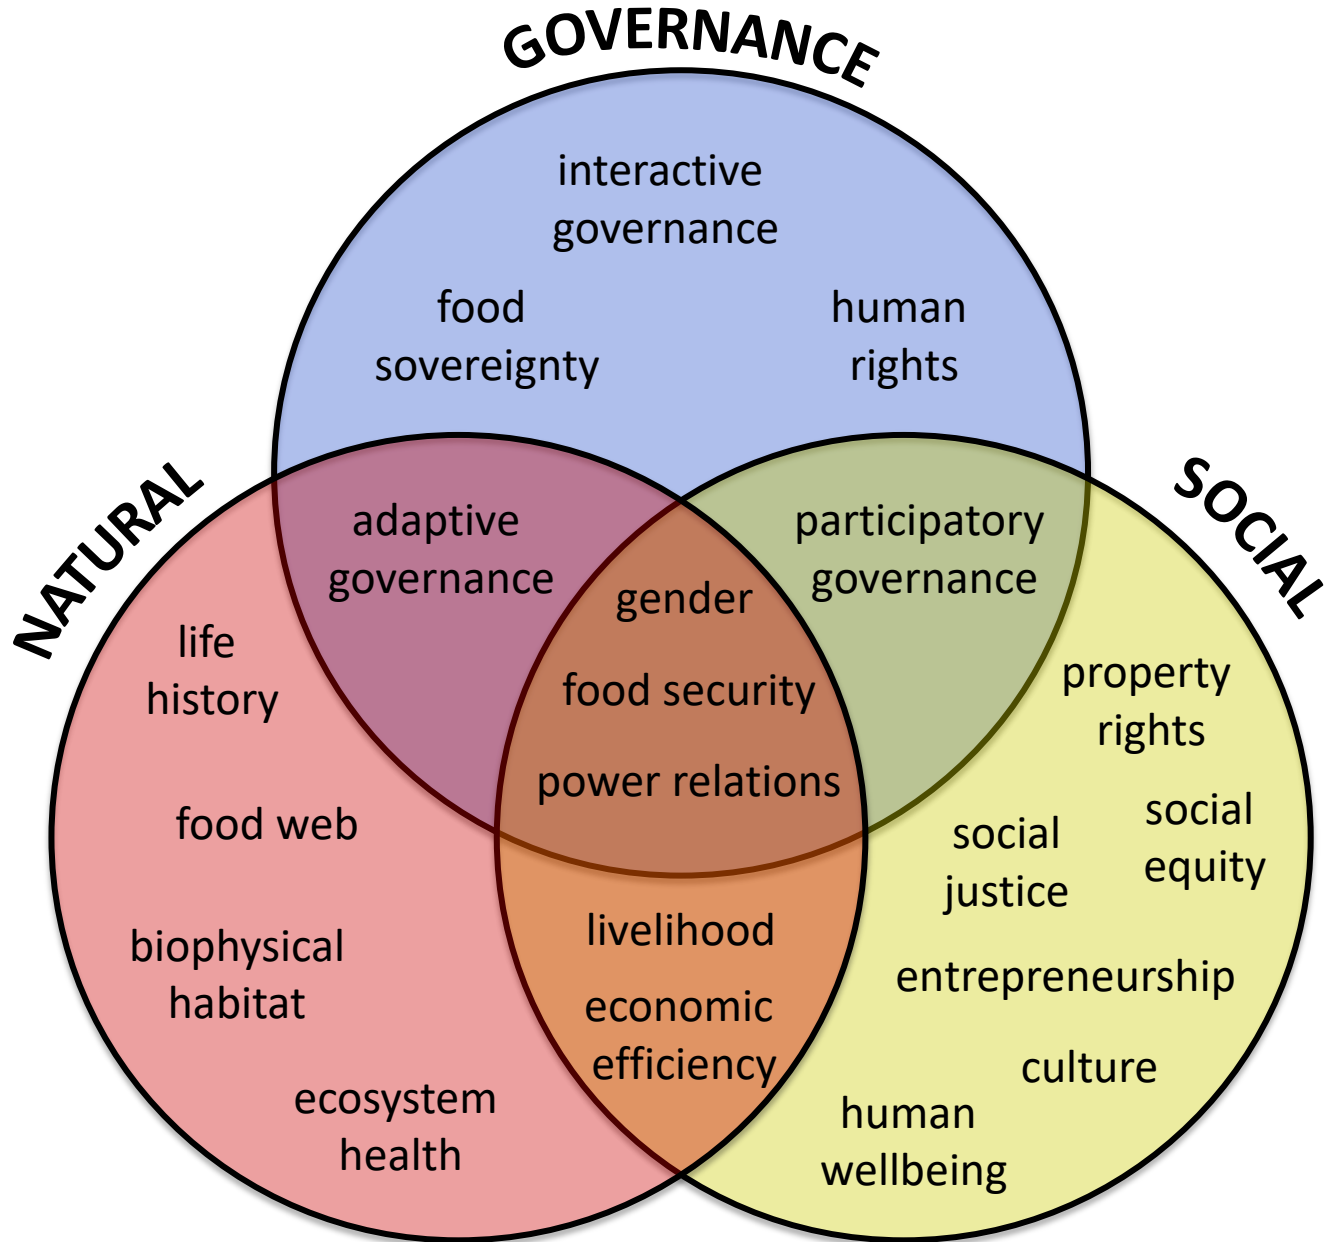 GOVERNANCE
interactive
governance
food
sovereignty
human
rights
NATURAL
SOCIAL
adaptive
governance
participatory
governance
gender
food security
power relations
life
history
food web
biophysical
habitat
ecosystem
health
livelihood
economic
efficiency
property
rights
social
equity
social
justice
entrepreneurship
culture
human
wellbeing